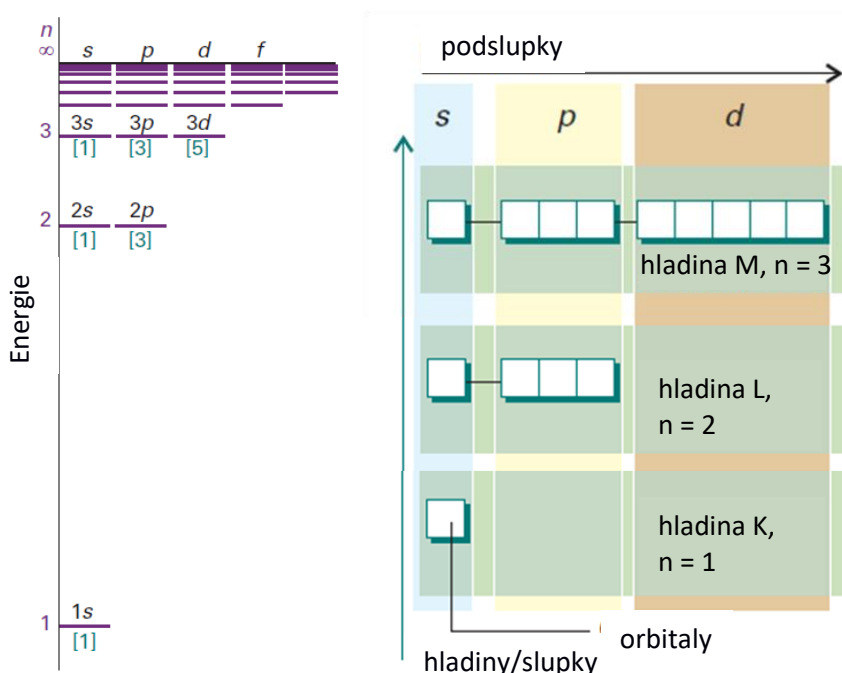 n
∞ s p d f
3 3s 3p 3d
[1] [3] [5]
2 2s 2p
[1] [3]
Energie
1 1s
[1]
podslupky
s p d
hladina M, n = 3
hladina L,
n = 2
hladina K,
n = 1
orbitaly
hladiny/slupky